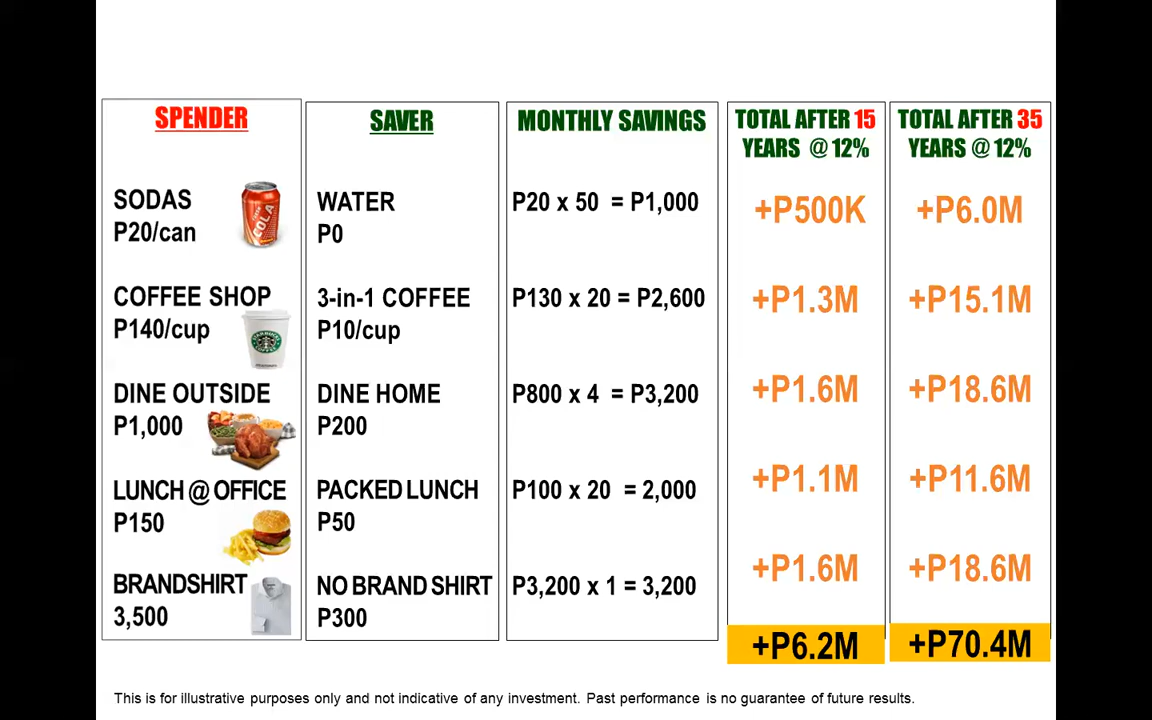 SPENDER
SAVER
MONTHLY SAVINGS
TOTAL AFTER 15
YEARS @ 12%
TOTAL AFTER 35
YEARS @ 12%
SODAS
P20/can
COLA
WATER
P0
P20 x 50 = P1,000
+P500K
+P6.0M
COFFEE SHOP
P140/cup
3-in-1 COFFEE
P10/cup
P130 x 20 = P2,600
+P1.3M
+P15.1M
DINE OUTSIDE
P1,000
DINE HOME
P200
P800 x 4 = P3,200
+P1.6M
+P18.6M
LUNCH @ OFFICE
P150
PACKED LUNCH
P50
P100 x 20 = 2,000
+P1.1M
+P11.6M
BRANDSHIRT
3,500
NO BRAND SHIRT
P300
P3,200 x 1 = 3,200
+P1.6M
+P18.6M
+P6.2M
+P70.4M
This is for illustrative purposes only and not indicative of any investment. Past performance is no guarantee of future results.